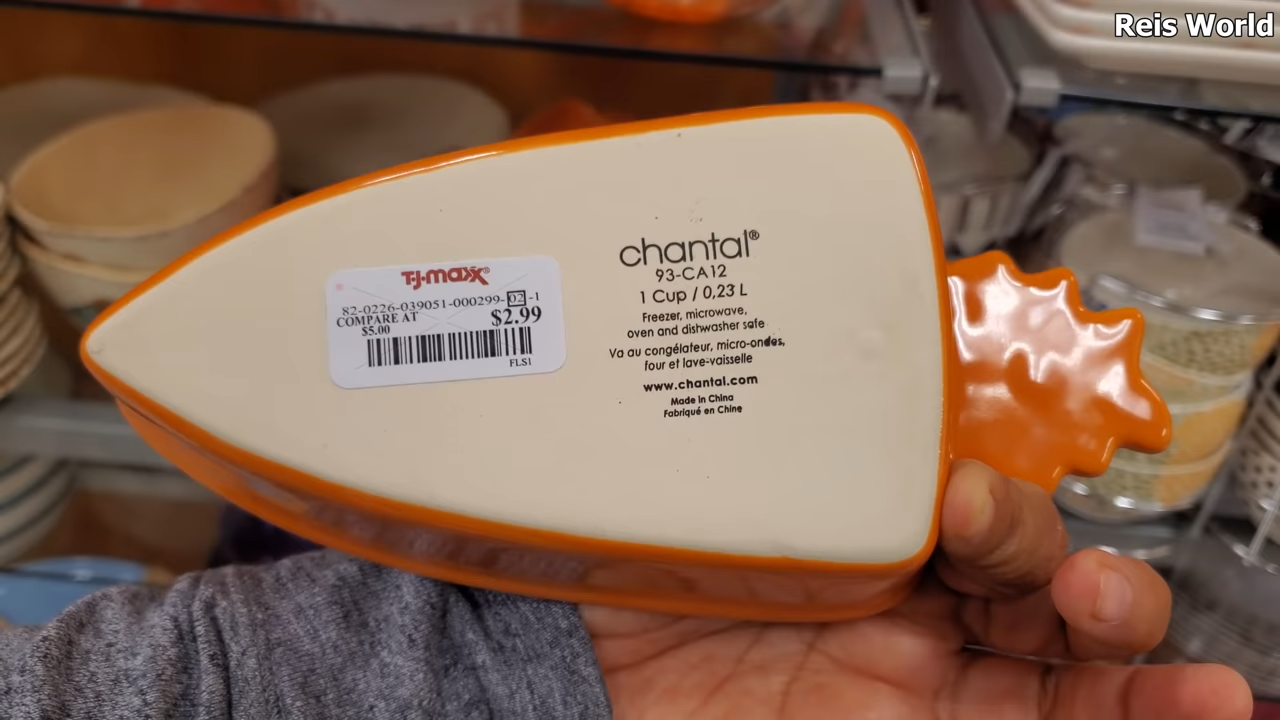 Reis World
T•J•maxx®
82-0226-039051-000299-02-1
COMPARE AT
$5.00
$2.99
FLS1
chantal®
93-CA12
1 Cup / 0,23 L
Freezer, microwave,
oven and dishwasher safe
Va au congélateur, micro-ondes,
four et lave-vaisselle
www.chantal.com
Made in China
Fabriqué en Chine